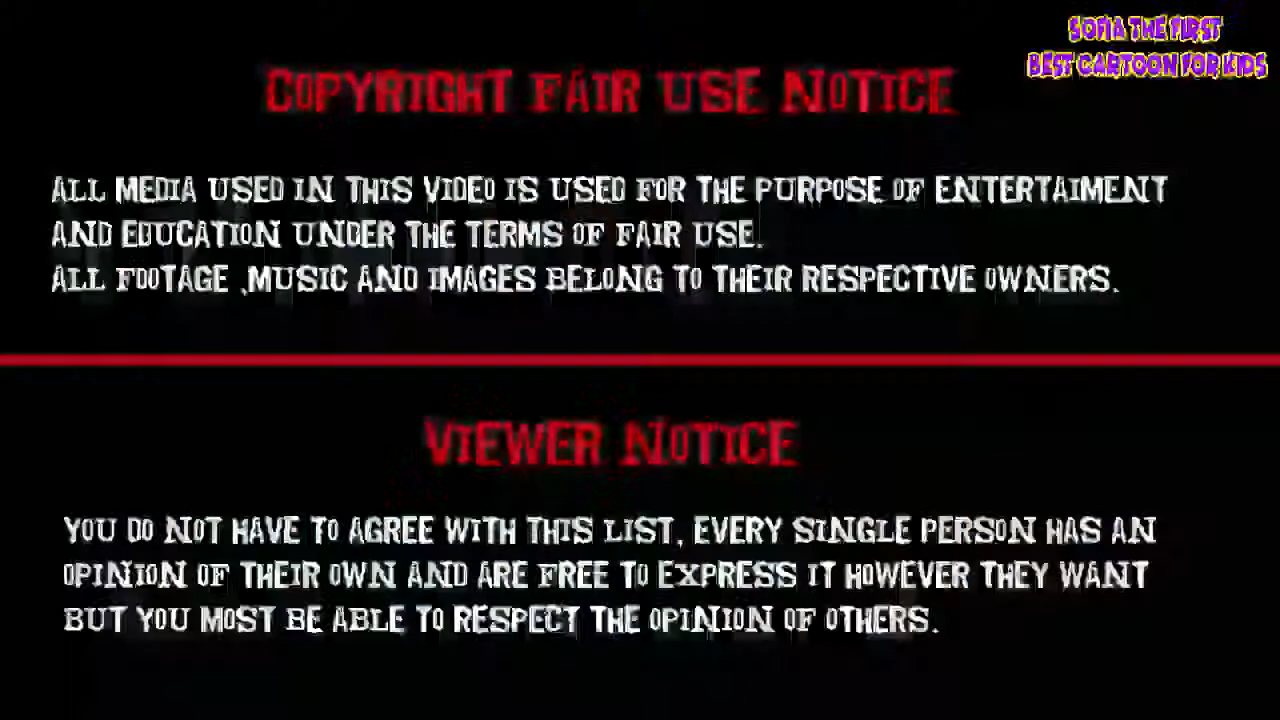 SOFIA THE FIRST
BEST CARTOON FOR KIDS
COPYRIGHT FAIR USE NOTICE
ALL MEDIA USED IN THIS VIDEO IS USED FOR THE PURPOSE OF ENTERTAIMENT
AND EDUCATION UNDER THE TERMS OF FAIR USE.
ALL FOOTAGE ,MUSIC AND IMAGES BELONG TO THEIR RESPECTIVE OWNERS.
VIEWER NOTICE
YOU DO NOT HAVE TO AGREE WITH THIS LIST, EVERY SINGLE PERSON HAS AN
OPINION OF THEIR OWN AND ARE FREE TO EXPRESS IT HOWEVER THEY WANT
BUT YOU MOST BE ABLE TO RESPECT THE OPINION OF OTHERS.